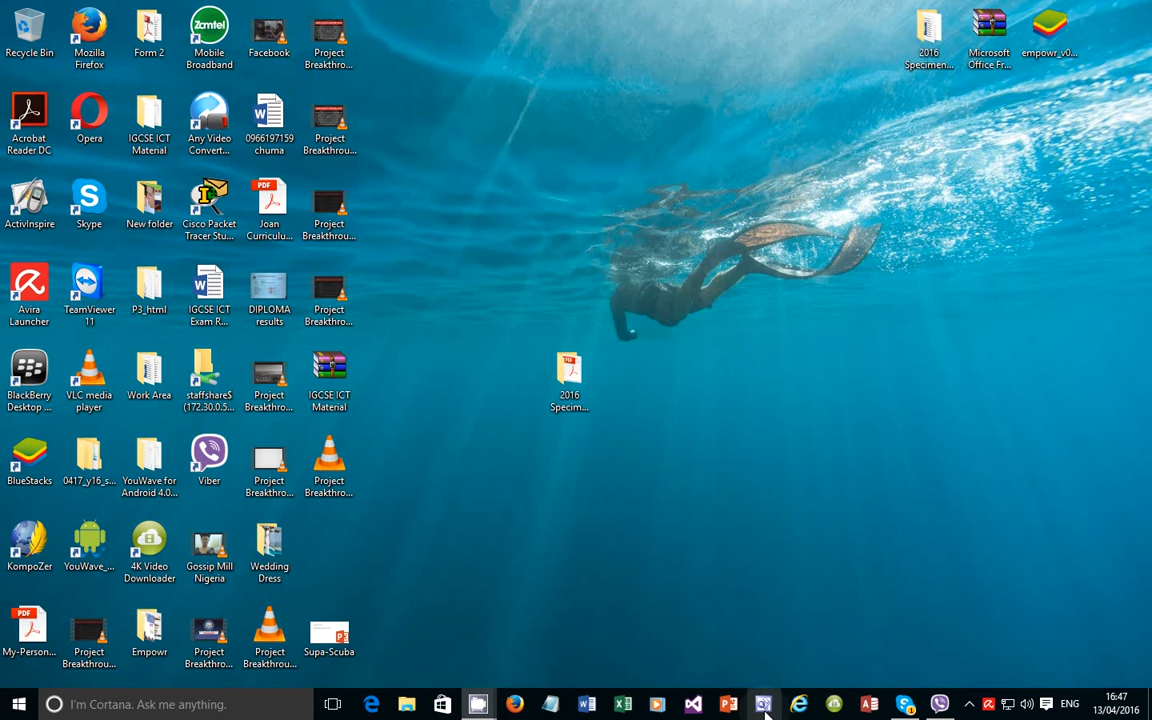 Recycle Bin
Mozilla
Firefox
Form 2
Zamtel
Mobile
Broadband
Facebook
Project
Breakthro...
2016
Specimen...
Microsoft
Office Fr...
empowr_v0...
Acrobat
Reader DC
Opera
IGCSE ICT
Material
Any Video
Convert...
0966197159
chuma
Project
Breakthrou...
ActivInspire
Skype
New folder
Cisco Packet
Tracer Stu...
PDF
Joan
Curriculu...
Project
Breakthrou...
Avira
Launcher
TeamViewer
11
P3_html
IGCSE ICT
Exam R...
DIPLOMA
results
Project
Breakthro...
BlackBerry
Desktop ...
VLC media
player
Work Area
staffshare$
(172.30.0.5...
Project
Breakthro...
IGCSE ICT
Material
PDF
2016
Specim...
BlueStacks
0417_y16_s...
YouWave for
Android 4.0...
Viber
Project
Breakthro...
Project
Breakthro...
KompoZer
YouWave_...
4K Video
Downloader
Gossip Mill
Nigeria
Wedding
Dress
PDF
My-Person...
Project
Breakthrou...
Empowr
Project
Breakthro...
Project
Breakthrou...
Supa-Scuba
I'm Cortana. Ask me anything.
ENG
16:47
13/04/2016